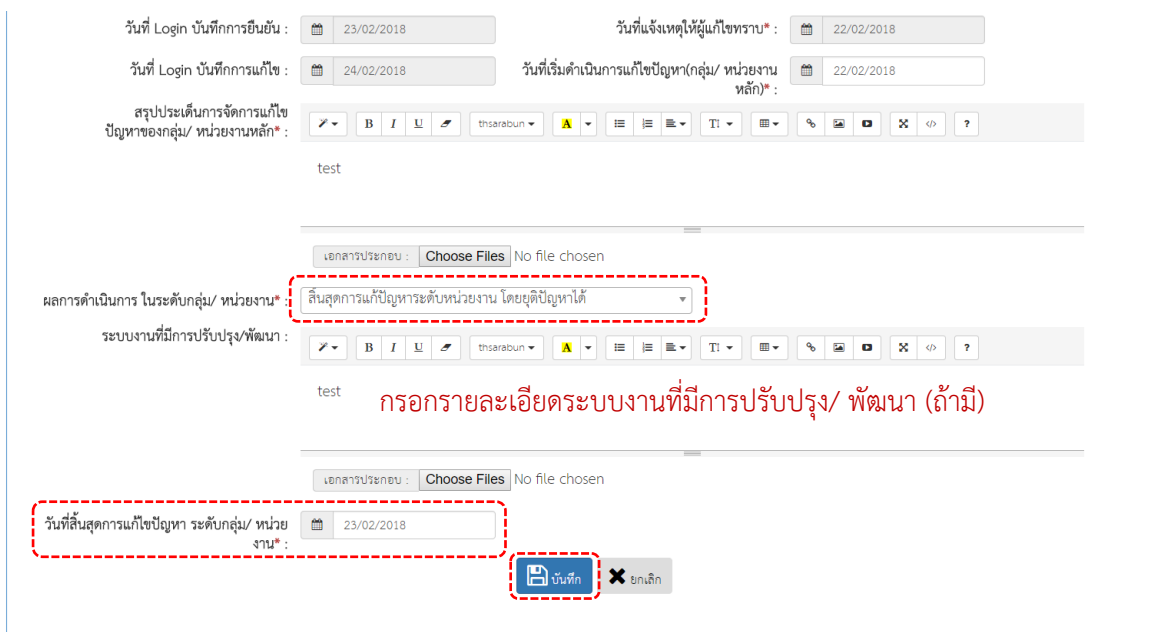 วันที่ Login บันทึกการยืนยัน : 23/02/2018 วันที่แจ้งเหตุให้ผู้แก้ไขทราบ* : 22/02/2018
วันที่ Login บันทึกการแก้ไข : 24/02/2018 วันที่เริ่มดำเนินการแก้ไขปัญหา(กลุ่ม/ หน่วยงาน
หลัก)* : 22/02/2018
สรุปประเด็นการจัดการแก้ไข
ปัญหาของกลุ่ม/ หน่วยงานหลัก* :
B I U thsarabun A TI </> ?
test
เอกสารประกอบ : Choose Files No file chosen
ผลการดำเนินการ ในระดับกลุ่ม/ หน่วยงาน* : สิ้นสุดการแก้ปัญหาระดับหน่วยงาน โดยยุติปัญหาได้
ระบบงานที่มีการปรับปรุง/พัฒนา :
B I U thsarabun A TI </> ?
test
กรอกรายละเอียดระบบงานที่มีการปรับปรุง/ พัฒนา (ถ้ามี)
เอกสารประกอบ : Choose Files No file chosen
วันที่สิ้นสุดการแก้ไขปัญหา ระดับกลุ่ม/ หน่วย
งาน* : 23/02/2018
บันทึก ยกเลิก